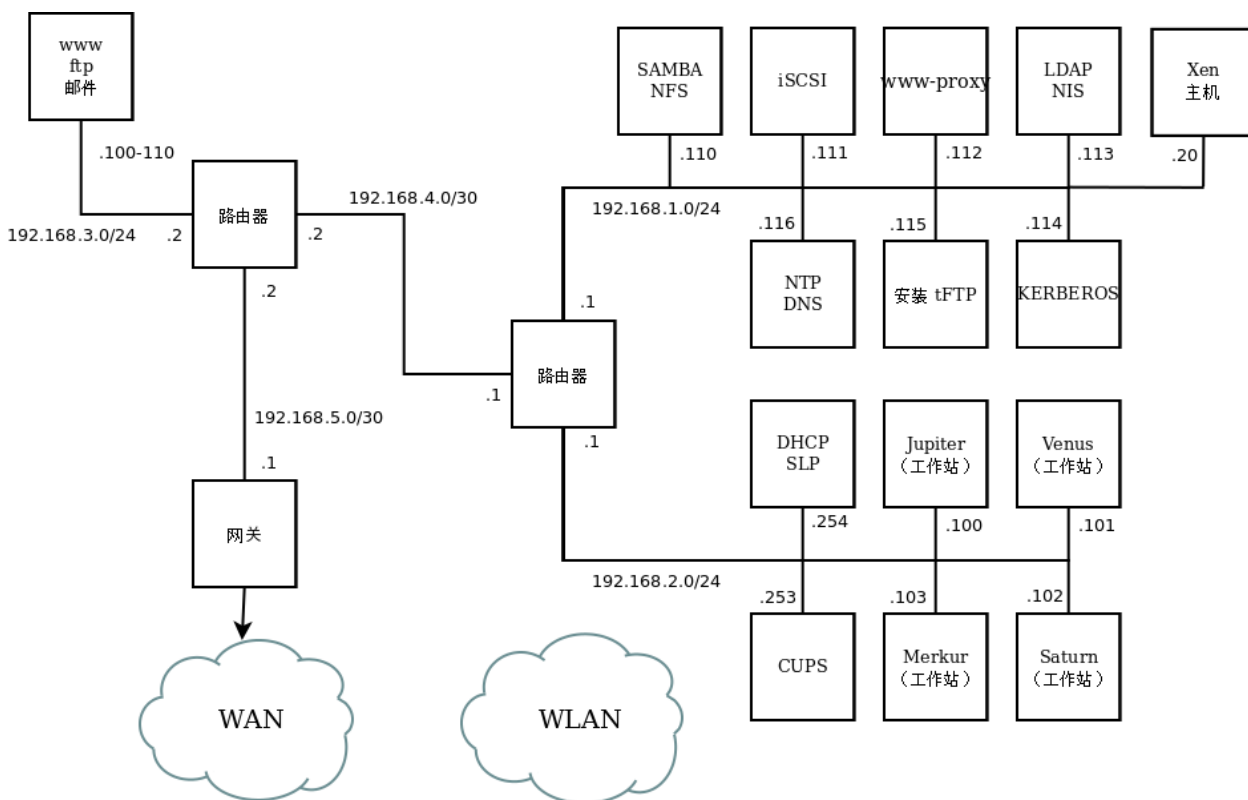 www
ftp
邮件
.100-110
192.168.3.0/24
.2
路由器
.2
.2
192.168.4.0/30
192.168.5.0/30
.1
网关
WAN
WLAN
SAMBA
NFS
.110
iSCSI
.111
www-proxy
.112
LDAP
NIS
.113
Xen
主机
.20
192.168.1.0/24
.116
NTP
DNS
.115
安装 tFTP
.114
KERBEROS
.1
路由器
.1
.1
DHCP
SLP
.254
Jupiter
（工作站）
.100
Venus
（工作站）
.101
192.168.2.0/24
.253
CUPS
.103
Merkur
（工作站）
.102
Saturn
（工作站）